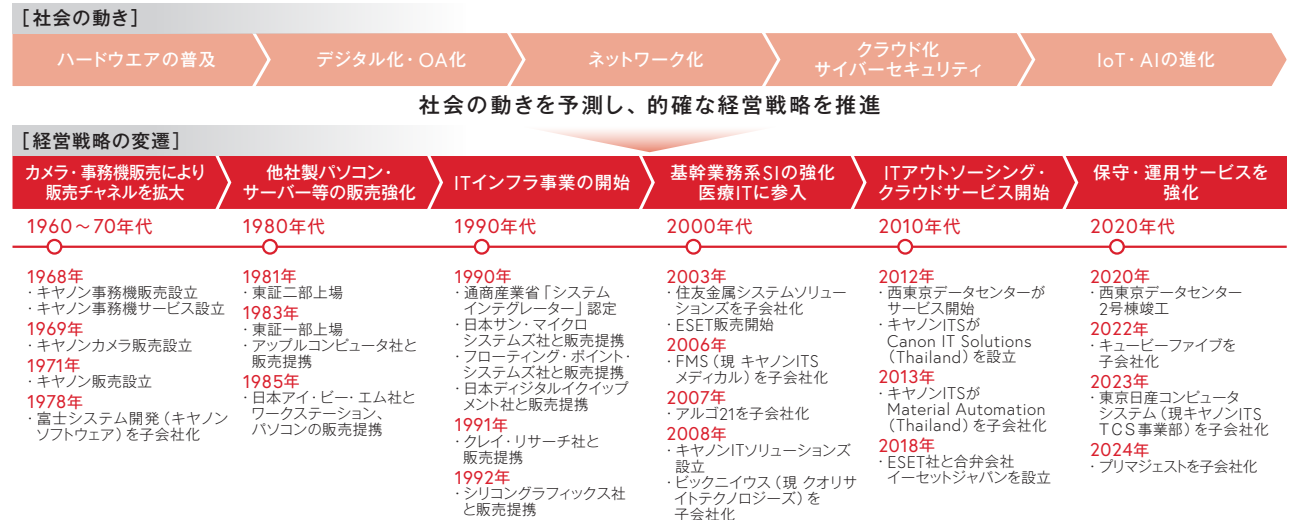 [社会の動き]
ハードウエアの普及
デジタル化・OA化
ネットワーク化
クラウド化
サイバーセキュリティ
IoT・AIの進化
社会の動きを予測し、的確な経営戦略を推進
[経営戦略の変遷]
カメラ・事務機販売により
販売チャネルを拡大
他社製パソコン・
サーバー等の販売強化
ITインフラ事業の開始
基幹業務系SIの強化
医療ITに参入
ITアウトソーシング・
クラウドサービス開始
保守・運用サービスを
強化
1960～70年代
1968年
・キヤノン事務機販売設立
・キヤノン事務機サービス設立
1969年
・キヤノンカメラ販売設立
1971年
・キヤノン販売設立
1978年
・富士システム開発（キヤノン
ソフトウェア）を子会社化
1980年代
1981年
・東証二部上場
1983年
・東証一部上場
・アップルコンピュータ社と
販売提携
1985年
・日本アイ・ビー・エム社と
ワークステーション、
パソコンの販売提携
1990年代
1990年
・通商産業省「システム
インテグレーター」認定
・日本サン・マイクロ
システムズ社と販売提携
・フローティング・ポイント・
システムズ社と販売提携
・日本ディジタルイクイップ
メント社と販売提携
1991年
・クレイ・リサーチ社と
販売提携
1992年
・シリコングラフィックス社
と販売提携
2000年代
2003年
・住友金属システムソリュー
ションズを子会社化
・ESET販売開始
2006年
・FMS（現 キヤノンITS
メディカル）を子会社化
2007年
・アルゴ21を子会社化
2008年
・キヤノンITソリューションズ
設立
・ビックニイウス（現 クオリサ
イトテクノロジーズ）を
子会社化
2010年代
2012年
・西東京データセンターが
サービス開始
・キヤノンITSが
Canon IT Solutions
（Thailand）を設立
2013年
・キヤノンITSが
Material Automation
（Thailand）を子会社化
2018年
・ESET社と合弁会社
イーセットジャパンを設立
2020年代
2020年
・西東京データセンター
2号棟竣工
2022年
・キューピーファイブを
子会社化
2023年
・東京日産コンピュータ
システム（現キヤノンITS
TCS事業部）を子会社化
2024年
・プリマジェストを子会社化